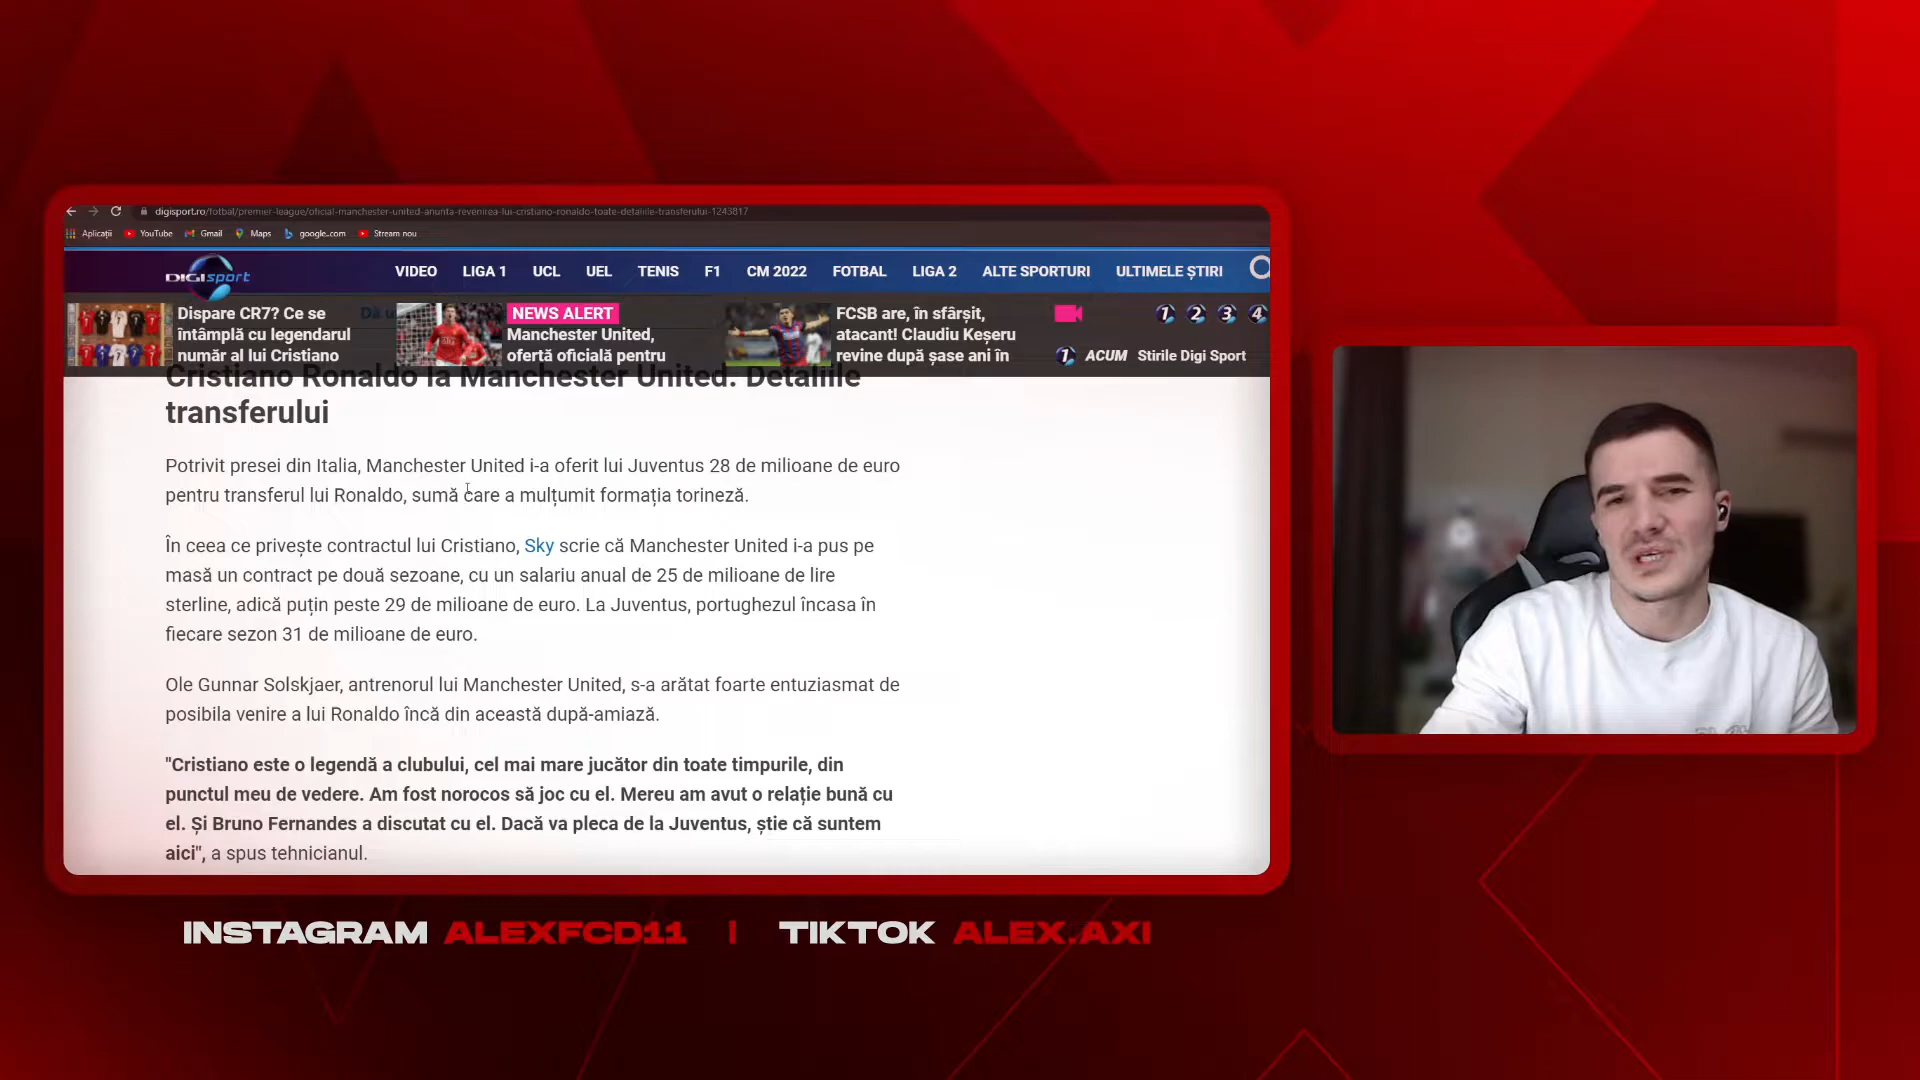 digisport.ro/fotbal/premier-league/oficial-manchester-united-anunta-revenirea-lui-cristiano-ronaldo-toate-detaliile-transferului-1243817
Aplicații YouTube Gmail Maps google.com Stream nou
DIGI sport
VIDEO LIGA 1 UCL UEL TENIS F1 CM 2022 FOTBAL LIGA 2 ALTE SPORTURI ULTIMELE ȘTIRI
Dispare CR7? Ce se
întâmplă cu legendarul
număr al lui Cristiano
NEWS ALERT
Manchester United,
ofertă oficială pentru
FCSB are, în sfârșit,
atacant! Claudiu Keșeru
revine după șase ani în
1 2 3 4
1 ACUM Stirile Digi Sport
Cristiano Ronaldo la Manchester United. Detaliile
transferului
Potrivit presei din Italia, Manchester United i-a oferit lui Juventus 28 de milioane de euro
pentru transferul lui Ronaldo, sumă care a mulțumit formația torineză.
În ceea ce privește contractul lui Cristiano, Sky scrie că Manchester United i-a pus pe
masă un contract pe două sezoane, cu un salariu anual de 25 de milioane de lire
sterline, adică puțin peste 29 de milioane de euro. La Juventus, portughezul încasa în
fiecare sezon 31 de milioane de euro.
Ole Gunnar Solskjaer, antrenorul lui Manchester United, s-a arătat foarte entuziasmat de
posibila venire a lui Ronaldo încă din această după-amiază.
"Cristiano este o legendă a clubului, cel mai mare jucător din toate timpurile, din
punctul meu de vedere. Am fost norocos să joc cu el. Mereu am avut o relație bună cu
el. Și Bruno Fernandes a discutat cu el. Dacă va pleca de la Juventus, știe că suntem
aici", a spus tehnicianul.
INSTAGRAM ALEXFCD11 | TIKTOK ALEX.AXI